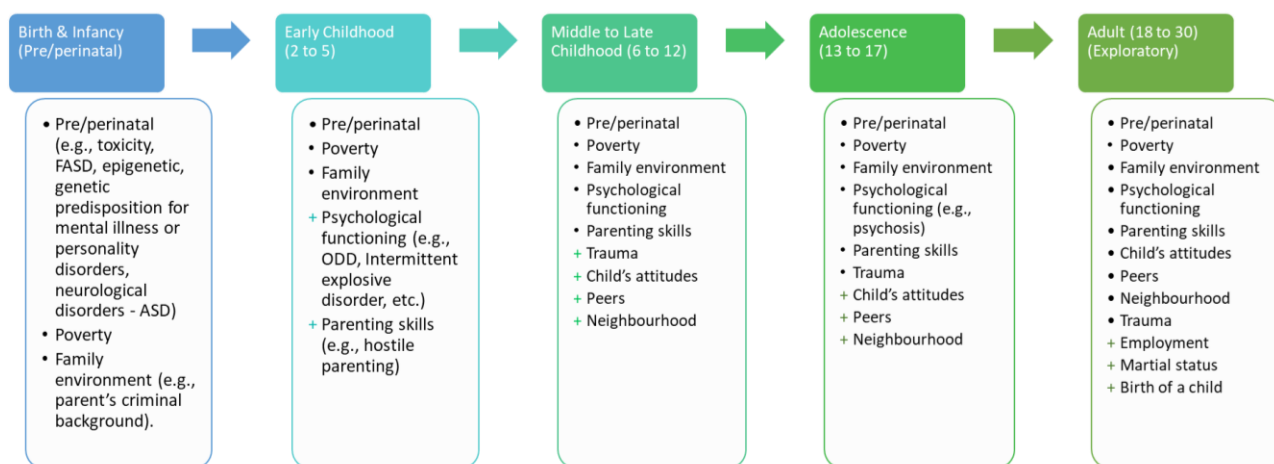 Birth & Infancy
(Pre/perinatal)
• Pre/perinatal
(e.g., toxicity,
FASD, epigenetic,
genetic
predisposition for
mental illness or
personality
disorders,
neurological
disorders - ASD)
• Poverty
• Family
environment (e.g.,
parent's criminal
background).
Early Childhood
(2 to 5)
• Pre/perinatal
• Poverty
• Family
environment
+ Psychological
functioning (e.g.,
ODD, Intermittent
explosive
disorder, etc.)
+ Parenting skills
(e.g., hostile
parenting)
Middle to Late
Childhood (6 to 12)
• Pre/perinatal
• Poverty
• Family environment
• Psychological
functioning
• Parenting skills
+ Trauma
+ Child's attitudes
+ Peers
+ Neighbourhood
Adolescence
(13 to 17)
• Pre/perinatal
• Poverty
• Family environment
• Psychological
functioning (e.g.,
psychosis)
• Parenting skills
• Trauma
+ Child's attitudes
+ Peers
+ Neighbourhood
Adult (18 to 30)
(Exploratory)
• Pre/perinatal
• Poverty
• Family environment
• Psychological
functioning
• Parenting skills
• Child's attitudes
• Peers
• Neighbourhood
• Trauma
+ Employment
+ Martial status
+ Birth of a child